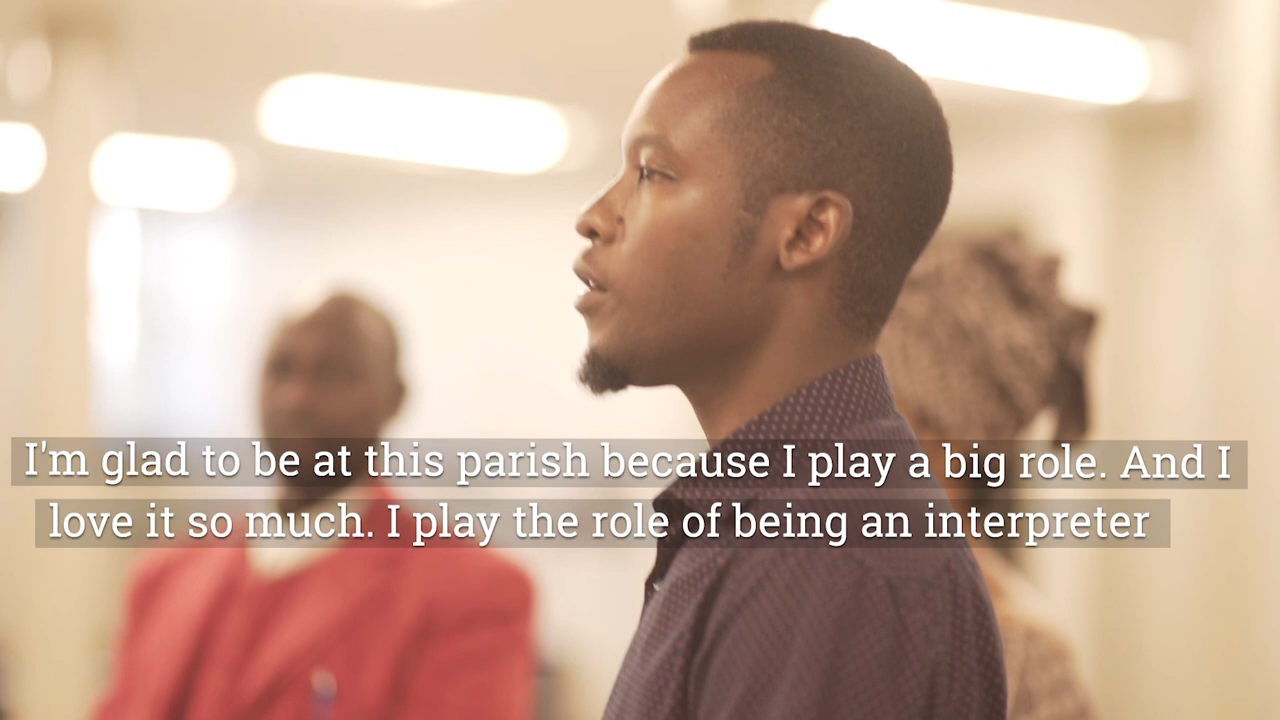 I'm glad to be at this parish because I play a big role. And I
love it so much. I play the role of being an interpreter